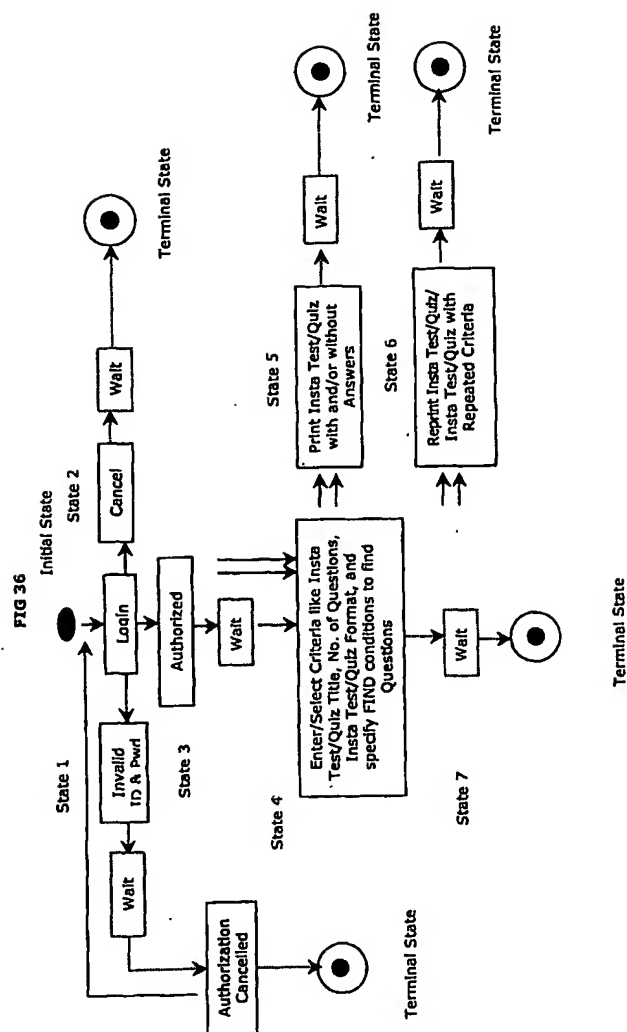 FIG 36
Initial State
State 1
Login
State 2
Cancel
Wait
Terminal State
Invalid
ID & Pwd
Wait
Authorization
Cancelled
Terminal State
State 3
Authorized
Wait
State 4
Enter/Select Criteria like Insta
Test/Quiz Title, No. of Questions,
Insta Test/Quiz Format, and
specify FIND conditions to find
Questions
State 5
Print Insta Test/Quiz
with and/or without
Answers
Wait
Terminal State
State 6
Reprint Insta Test/Quiz/
Insta Test/Quiz with
Repeated Criteria
Wait
Terminal State
State 7
Wait
Terminal State